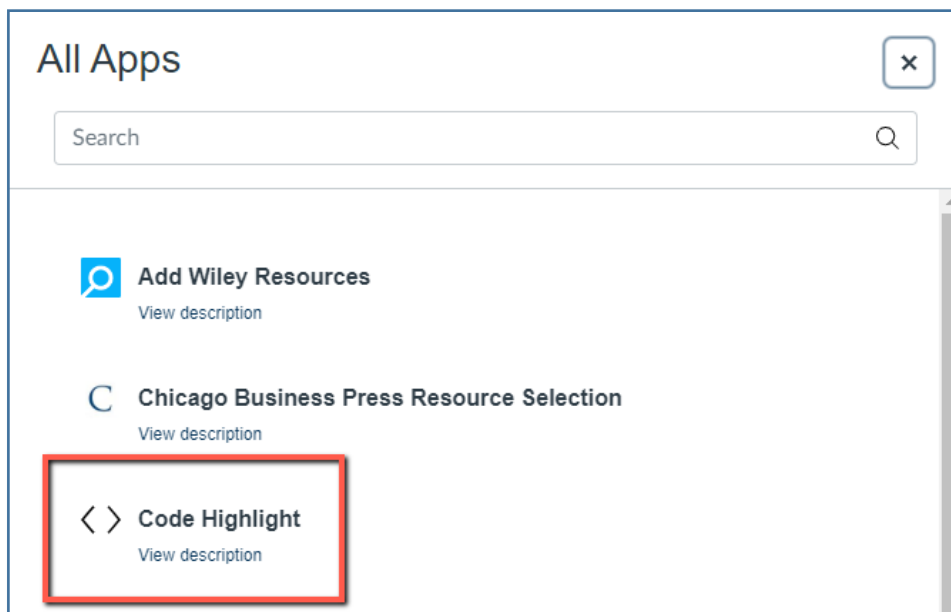 All Apps
Search
Add Wiley Resources
View description
C Chicago Business Press Resource Selection
View description
Code Highlight
View description